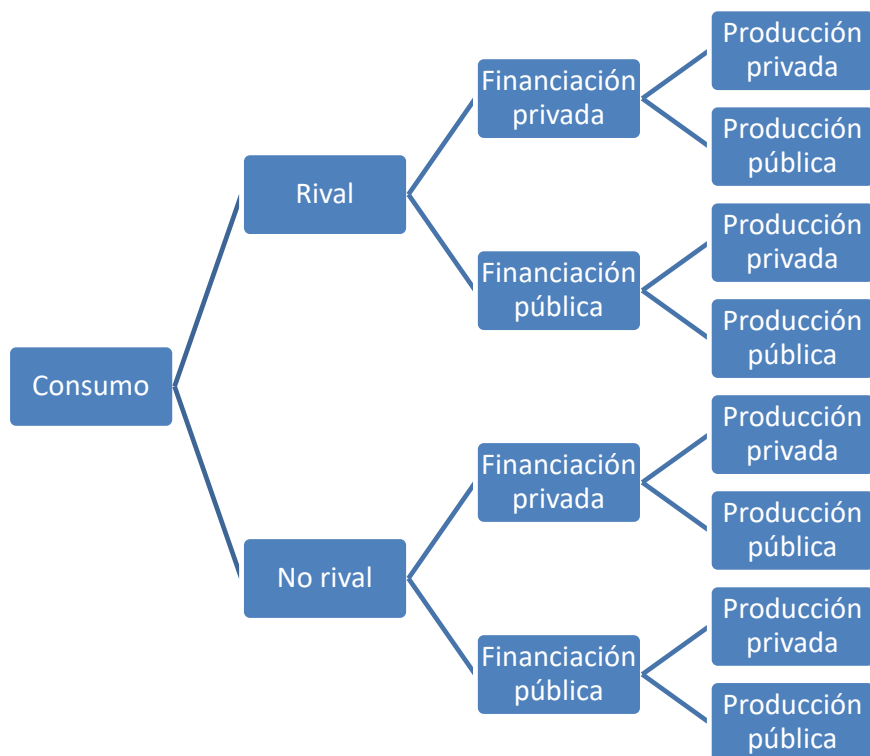 Consumo
Rival
No rival
Financiación
privada
Financiación
pública
Financiación
privada
Financiación
pública
Producción
privada
Producción
pública
Producción
privada
Producción
pública
Producción
privada
Producción
pública
Producción
privada
Producción
pública